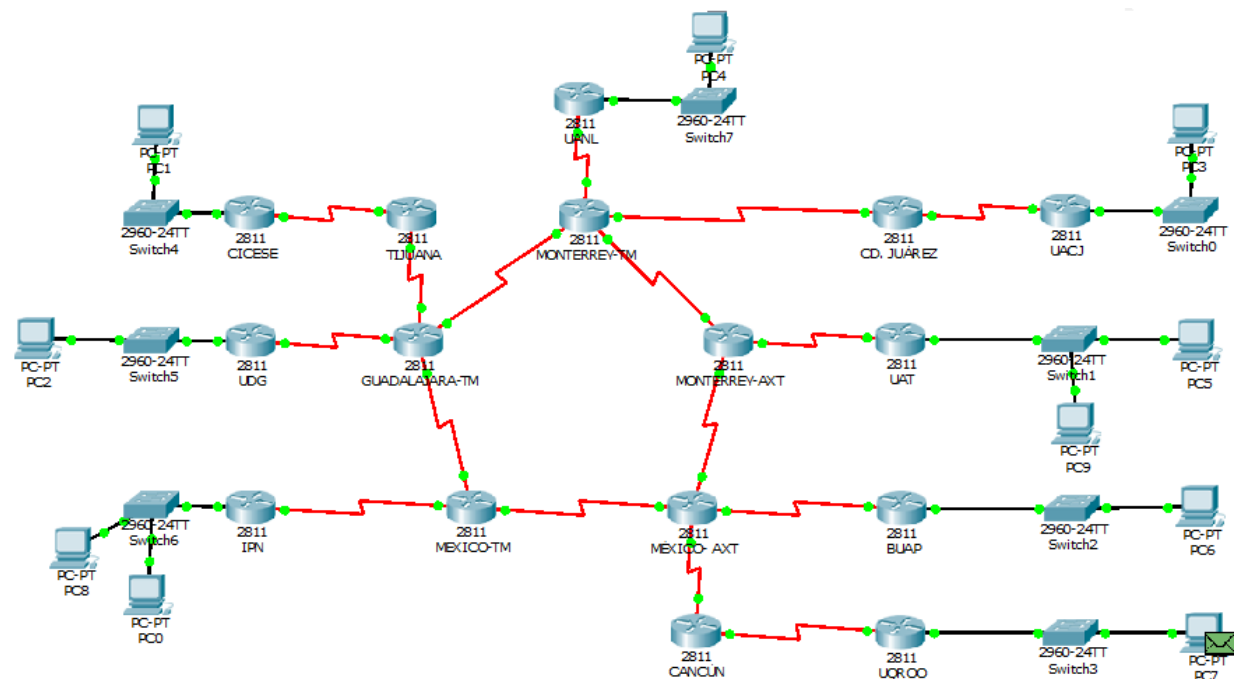 PC-PT
PC4
2811
UANL
2960-24TT
Switch7
PC-PT
PC1
PC-PT
PC3
2960-24TT
Switch4
2811
CICESE
2811
TIJUANA
2811
MONTERREY-TM
2811
CD. JUÁREZ
2811
UACJ
2960-24TT
Switch0
PC-PT
PC2
2960-24TT
Switch5
2811
UDG
2811
GUADALAJARA-TM
2811
MONTERREY-AXT
2811
UAT
2960-24TT
Switch1
PC-PT
PC5
PC-PT
PC9
2960-24TT
Switch6
2811
IPN
2811
MEXICO-TM
2811
MÉXICO- AXT
2811
BUAP
2960-24TT
Switch2
PC-PT
PC6
PC-PT
PC8
PC-PT
PC0
2811
CANCÚN
2811
UQROO
2960-24TT
Switch3
PC-PT
PC7